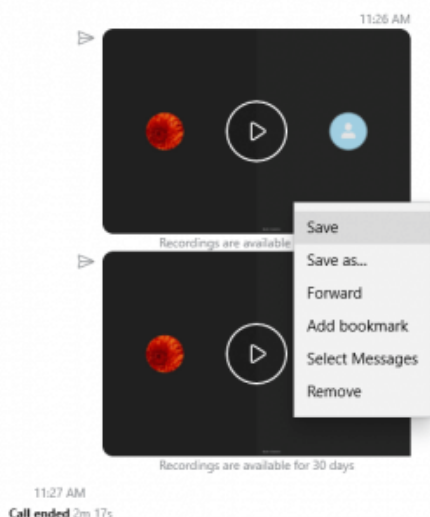 11:26 AM
Recordings are available
Save
Save as...
Forward
Add bookmark
Select Messages
Remove
Recordings are available for 30 days
11:27 AM
Call ended 2m 17s